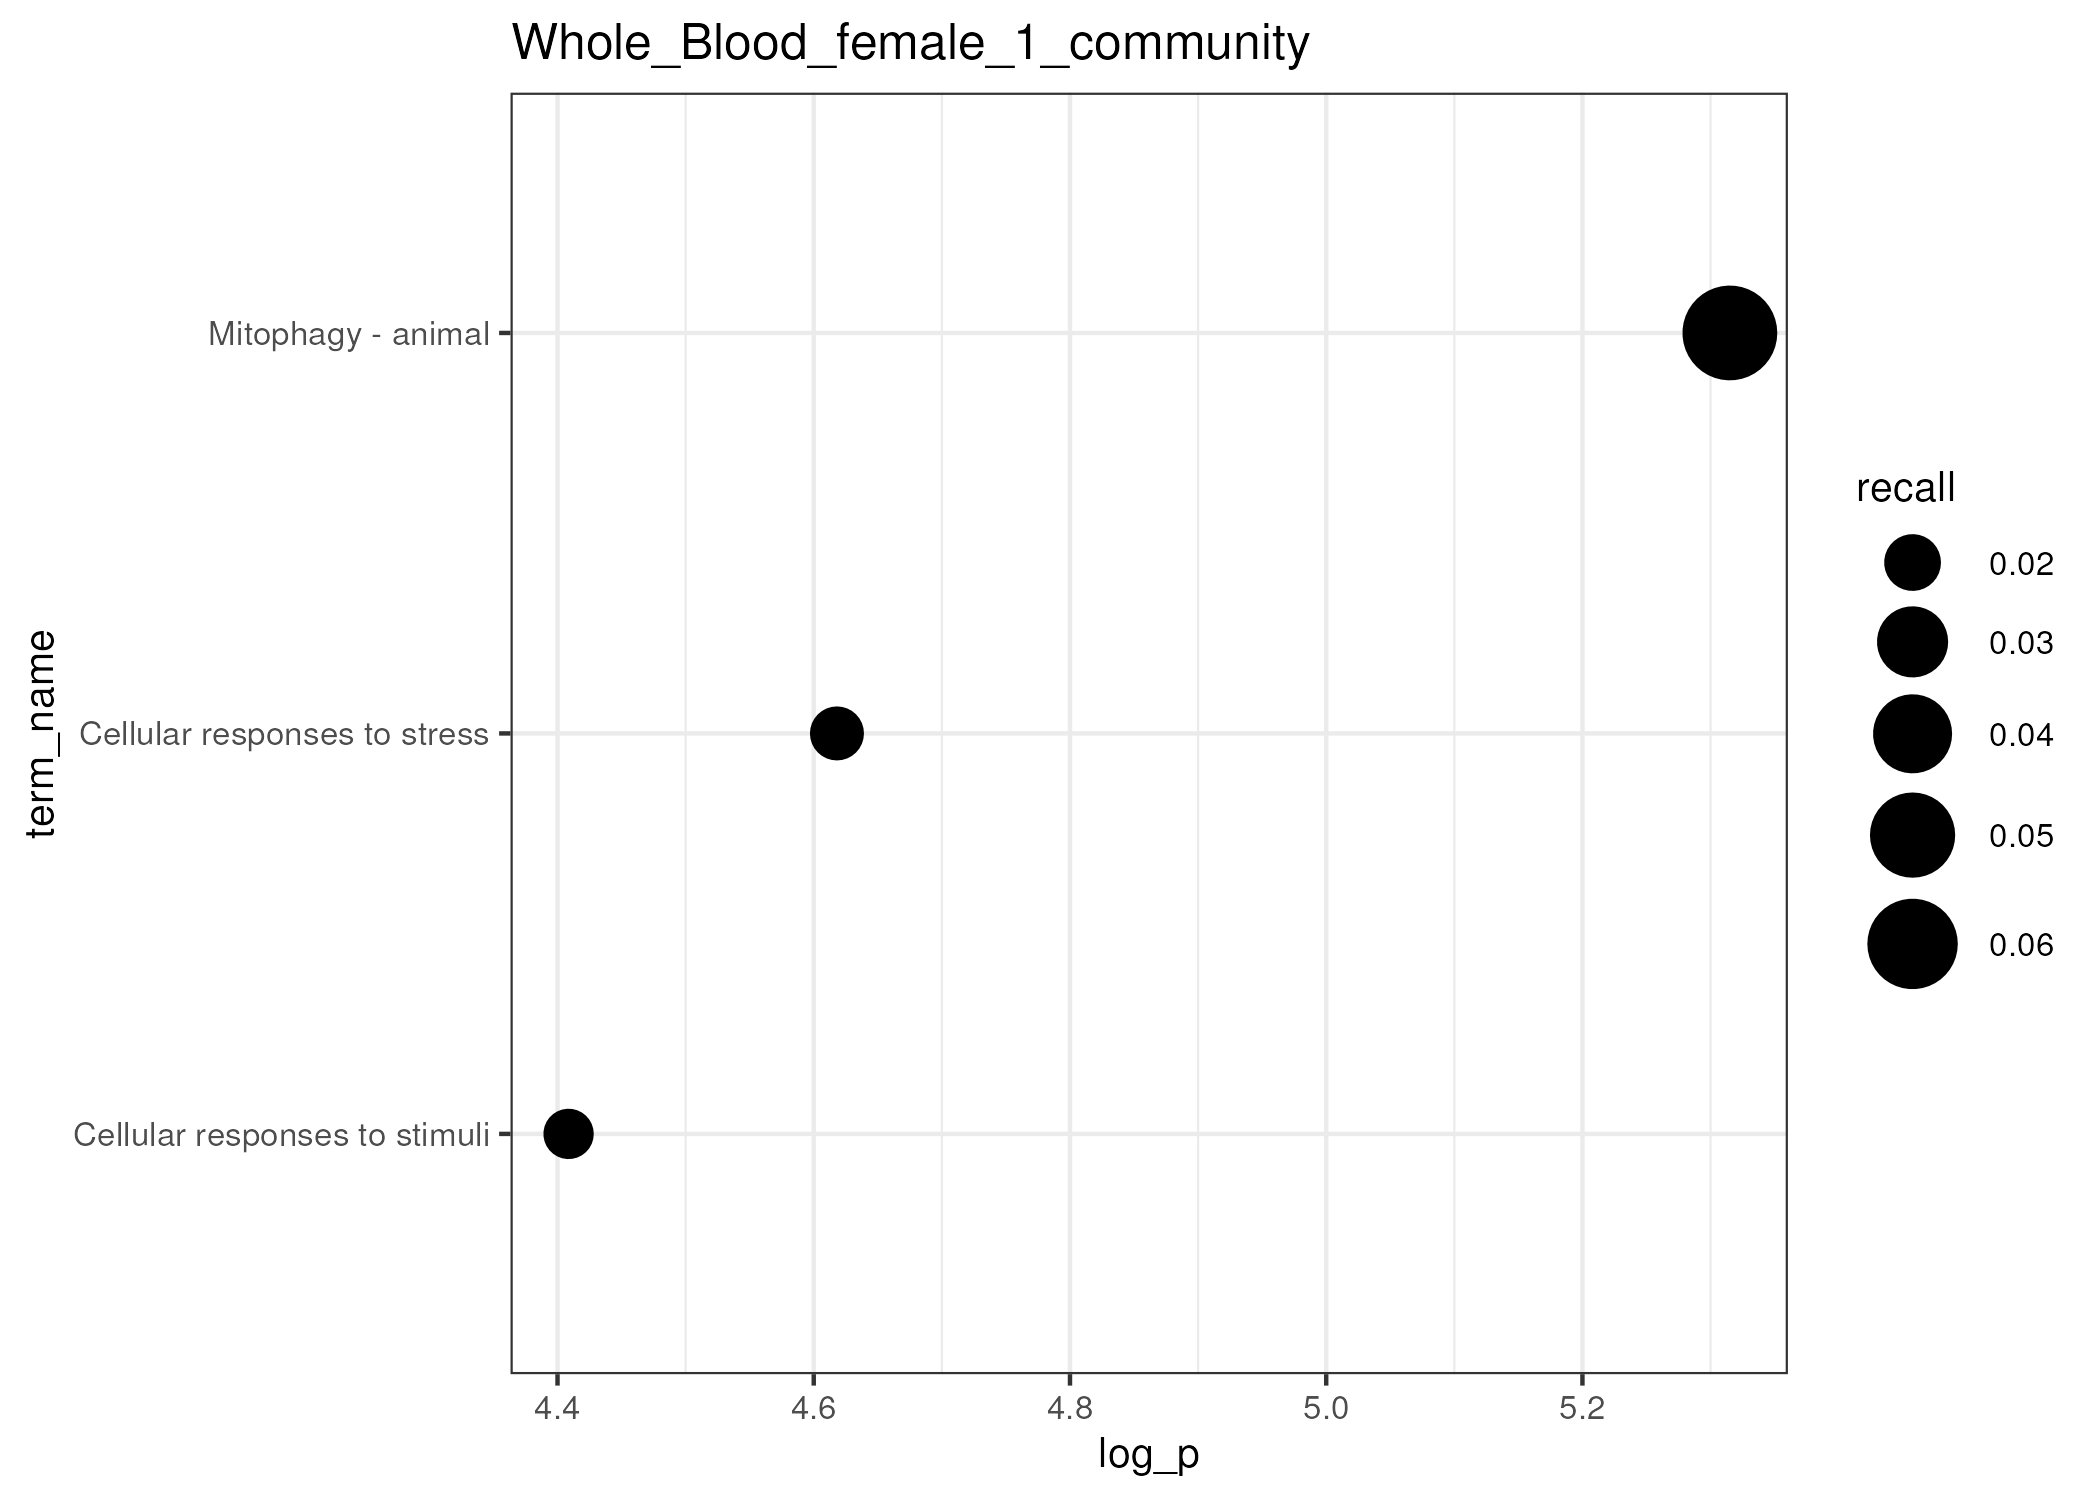 Whole_Blood_female_1_community
term_name
Mitophagy - animal
Cellular responses to stress
Cellular responses to stimuli
4.4 4.6 4.8 5.0 5.2
log_p
recall
0.02
0.03
0.04
0.05
0.06